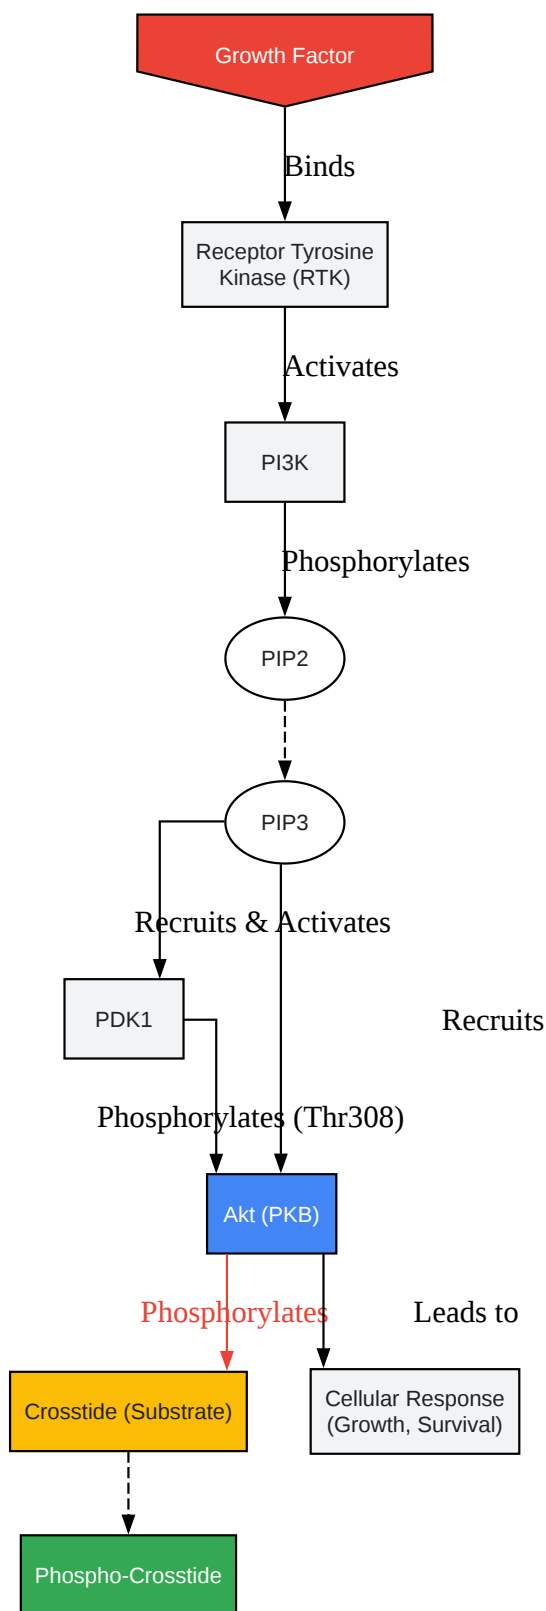 Growth Factor
Binds
Receptor Tyrosine
Kinase (RTK)
Activates
PI3K
Phosphorylates
PIP2
PIP3
Recruits & Activates
PDK1
Recruits
Phosphorylates (Thr308)
Akt (PKB)
Phosphorylates
Leads to
Crosstide (Substrate)
Cellular Response
(Growth, Survival)
Phospho-Crosstide